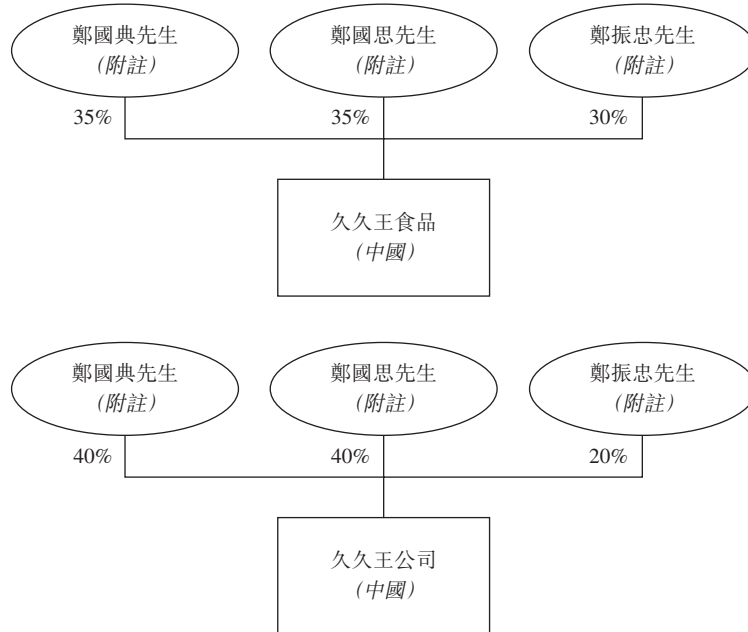 鄭國典先生 鄭國思先生 鄭振忠先生
(附註) (附註) (附註)
35% 35% 30%
久久王食品
(中國)
鄭國典先生 鄭國思先生 鄭振忠先生
(附註) (附註) (附註)
40% 40% 20%
久久王公司
(中國)